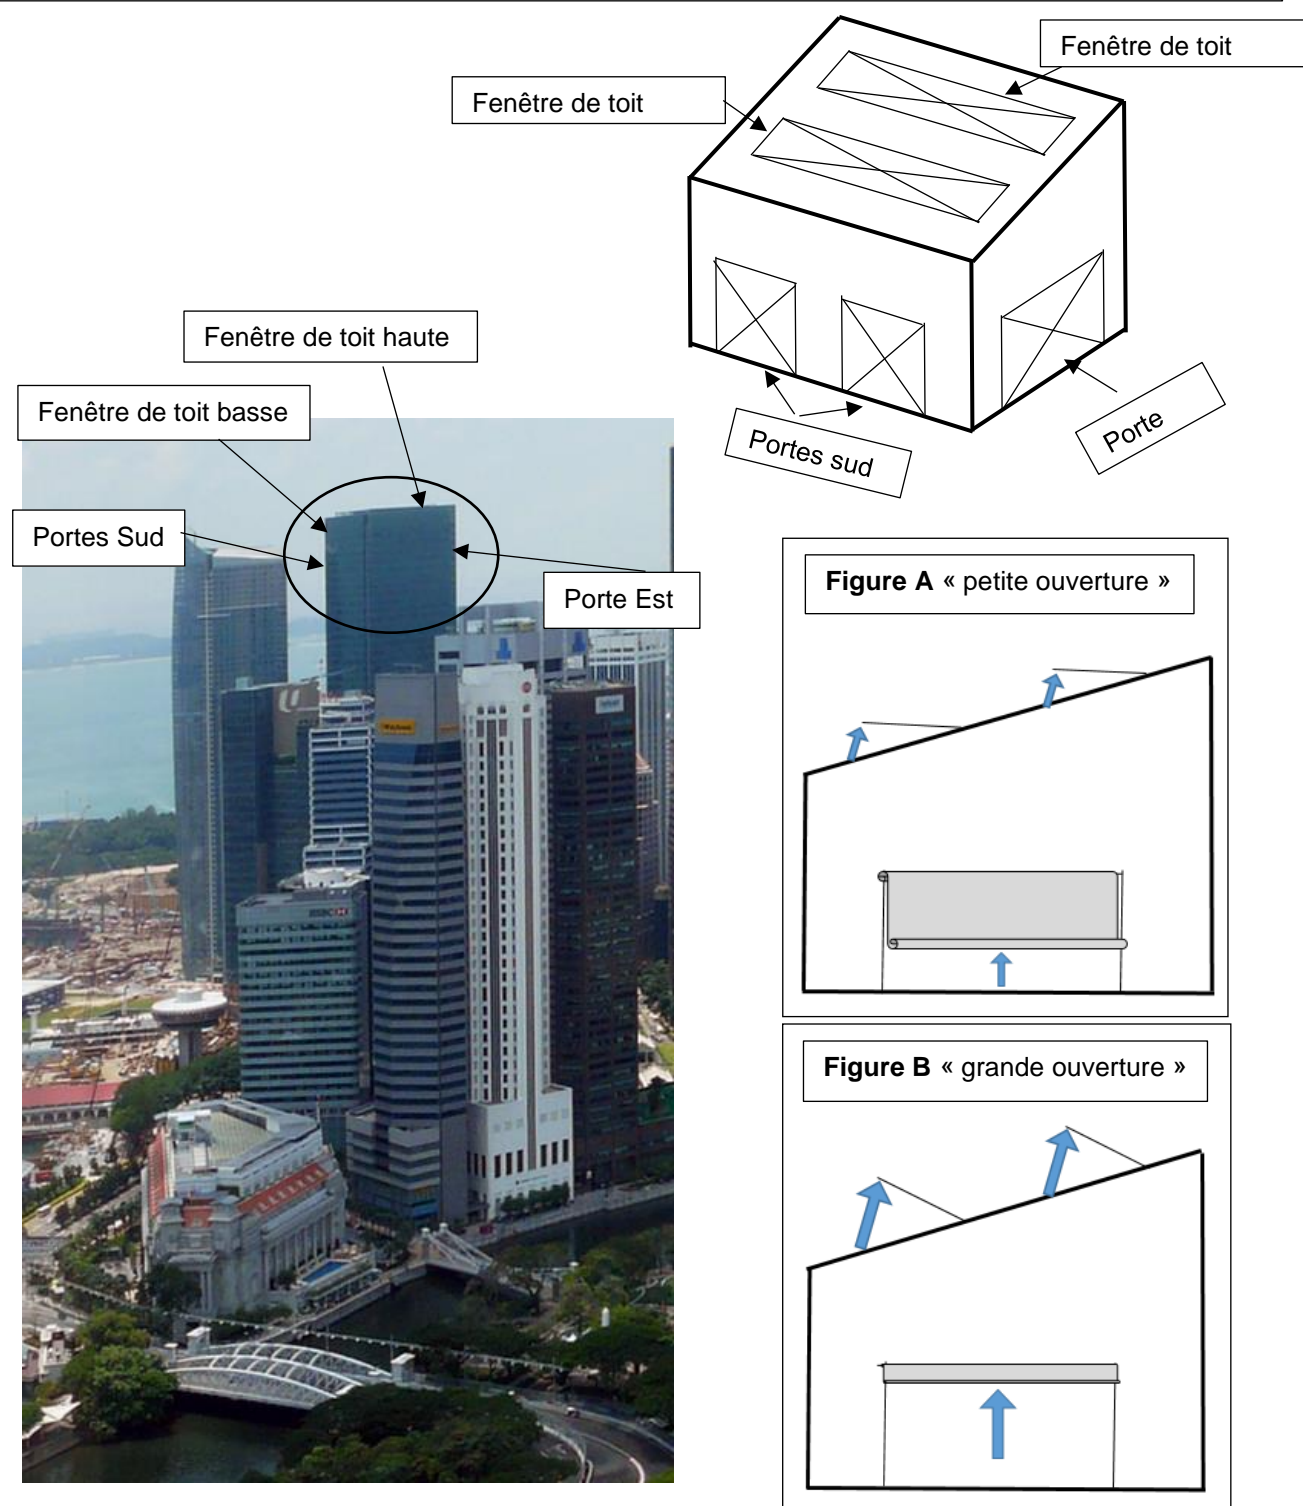 Fenêtre de toit
Fenêtre de toit
Fenêtre de toit haute
Fenêtre de toit basse
Portes sud
Porte
Portes Sud
Porte Est
Figure A « petite ouverture »
HSBC
Figure B « grande ouverture »